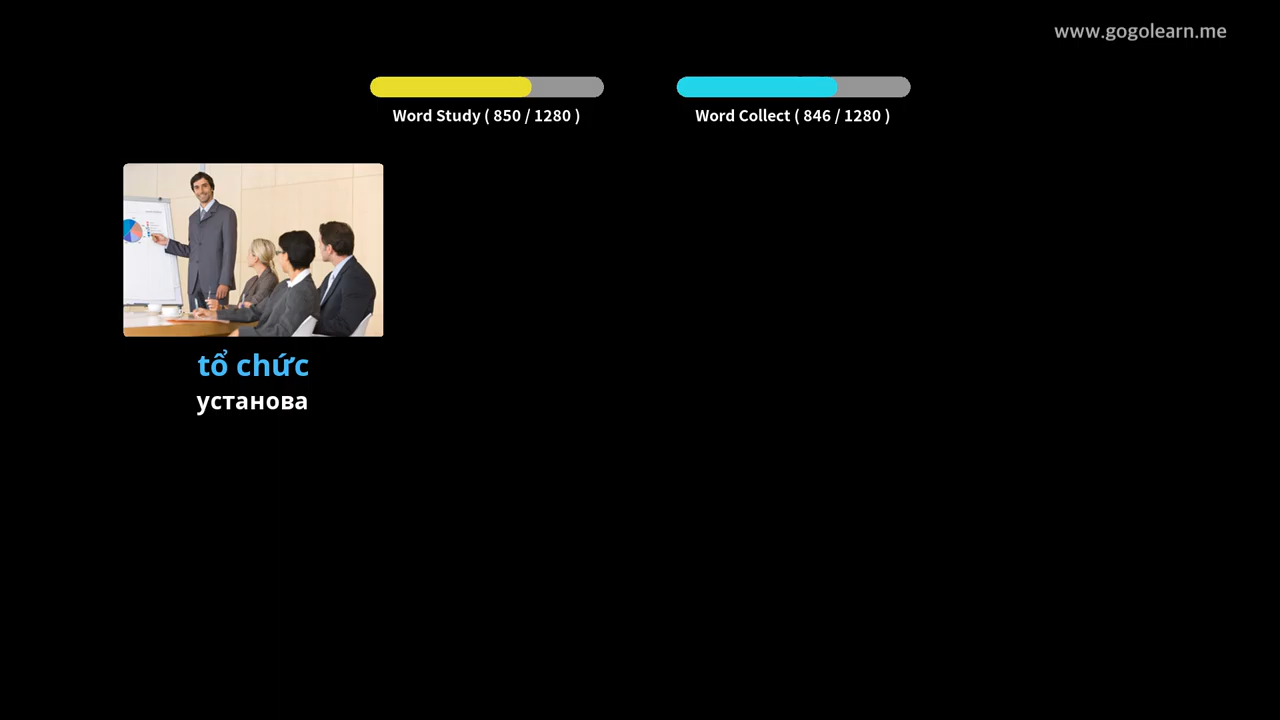 www.gogolearn.me
Word Study ( 850 / 1280 )
Word Collect ( 846 / 1280 )
tổ chức
установа